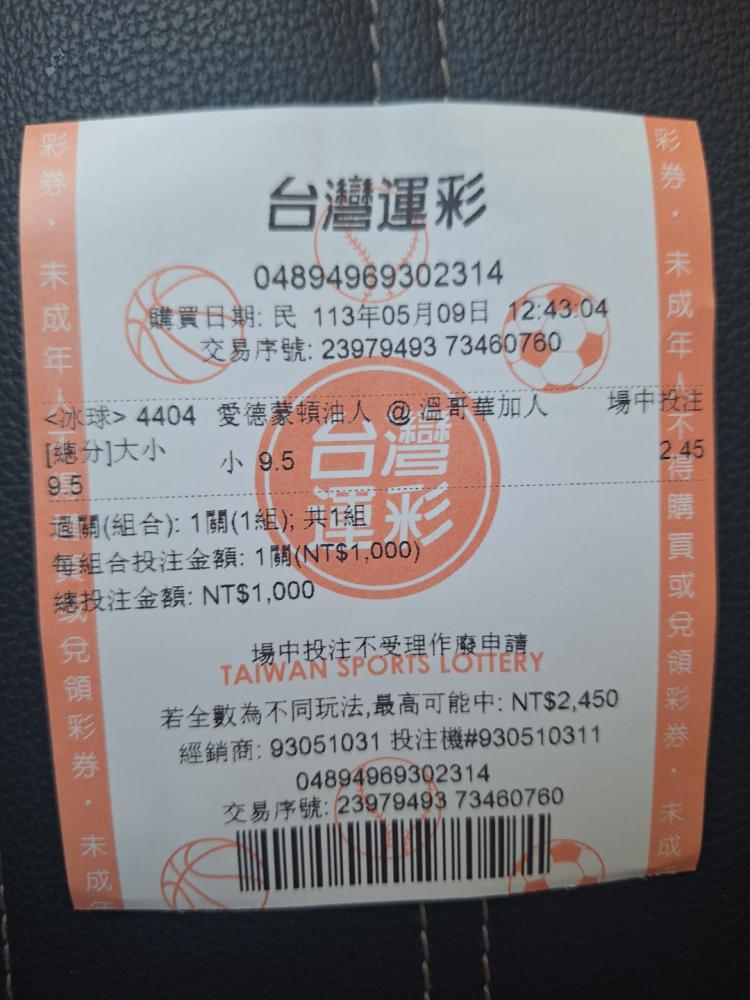 台灣運彩
04894969302314
購買日期: 民 113年05月09日 12:43:04
交易序號: 23979493 73460760
<冰球> 4404 愛德蒙頓油人 @ 溫哥華加人 場中投注
[總分]大小 小 9.5 2.45
9.5
台灣
運彩
過關(組合): 1關(1組); 共1組
每組合投注金額: 1關(NT$1,000)
總投注金額: NT$1,000
場中投注不受理作廢申請
TAIWAN SPORTS LOTTERY
若全數為不同玩法,最高可能中: NT$2,450
經銷商: 93051031 投注機#930510311
04894969302314
交易序號: 23979493 73460760
彩券．未成年人
買或兌領彩券．未成年
彩券．未成年人不得購買或兌領彩券．未成